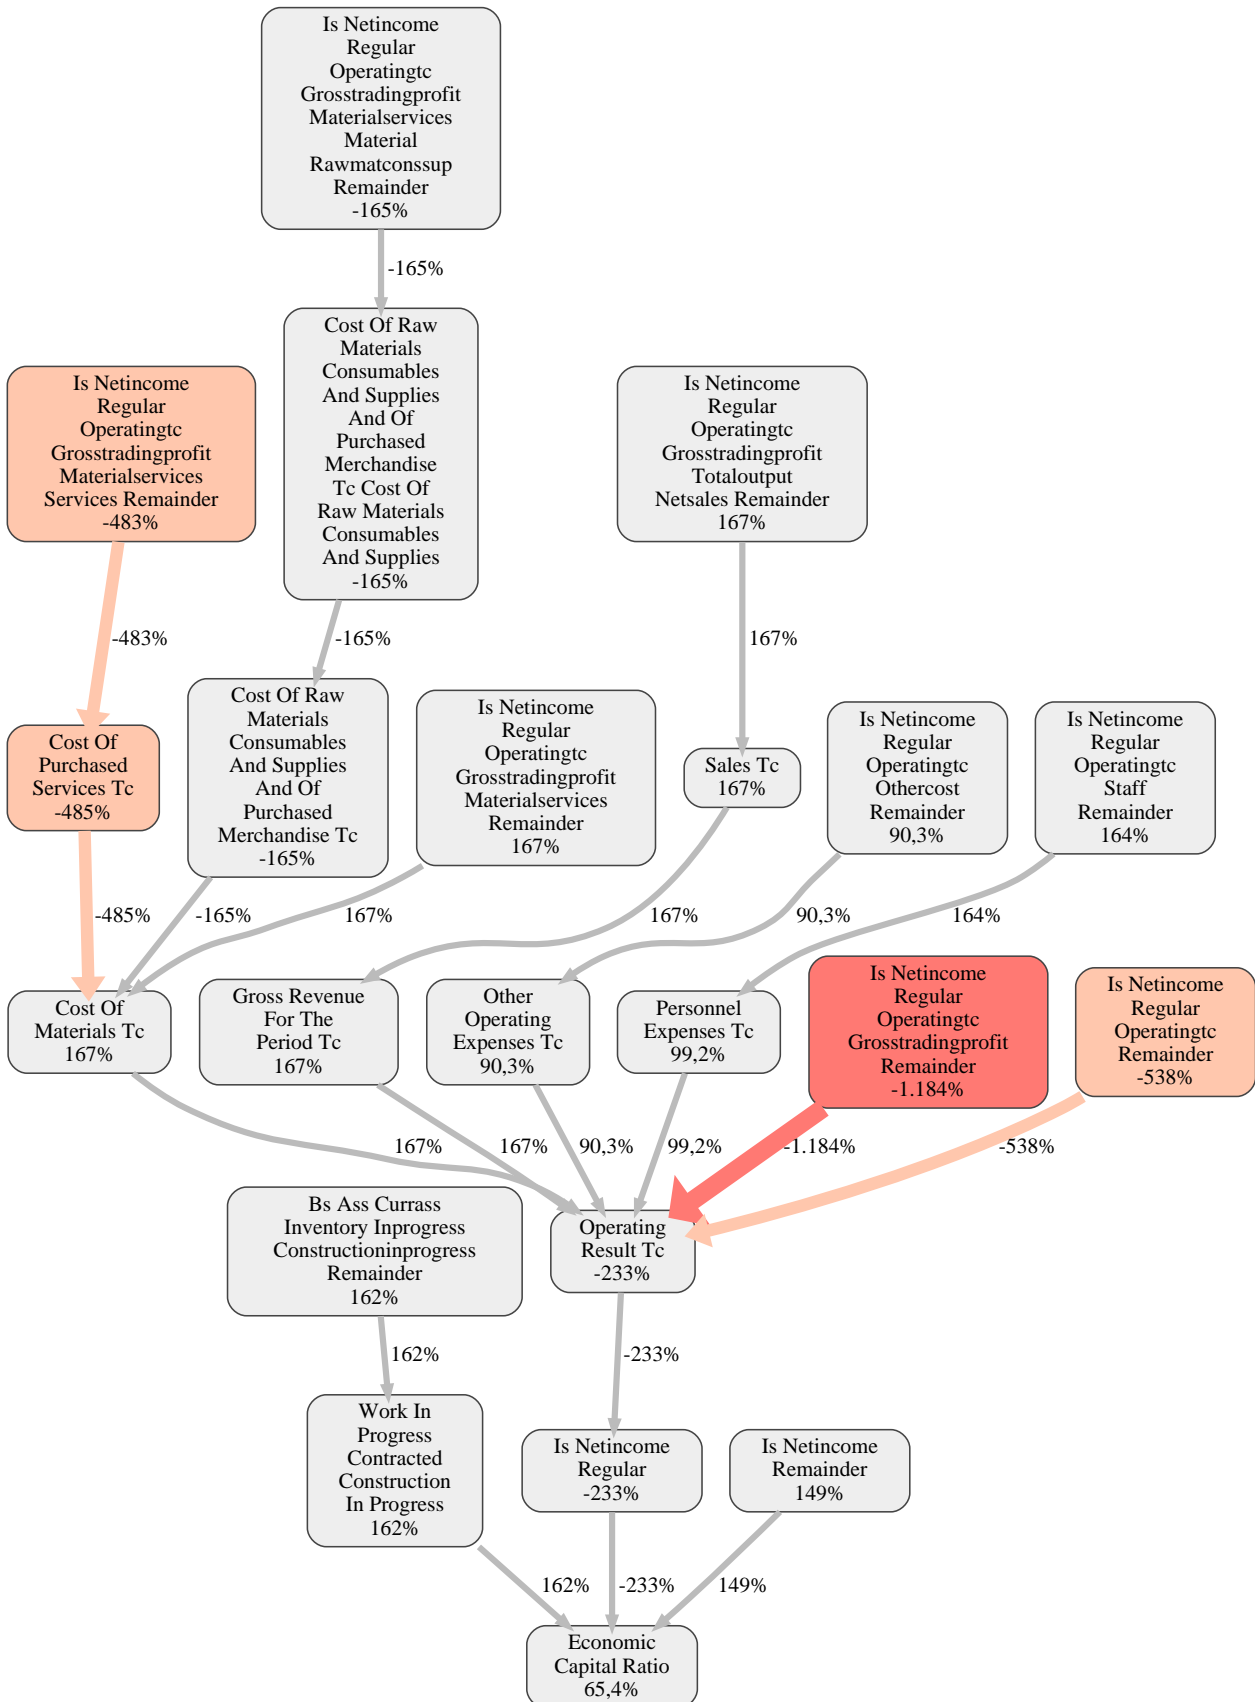 Is Netincome
Regular
Operatingtc
Grosstradingprofit
Materialservices
Material
Rawmatconssup
Remainder
-165%
-165%
Cost Of Raw
Materials
Consumables
And Supplies
And Of
Purchased
Merchandise
Tc Cost Of
Raw Materials
Consumables
And Supplies
-165%
Is Netincome
Regular
Operatingtc
Grosstradingprofit
Materialservices
Services Remainder
-483%
Is Netincome
Regular
Operatingtc
Grosstradingprofit
Totaloutput
Netsales Remainder
167%
-483%
-165%
167%
Cost Of
Purchased
Services Tc
-485%
Cost Of Raw
Materials
Consumables
And Supplies
And Of
Purchased
Merchandise Tc
-165%
Is Netincome
Regular
Operatingtc
Grosstradingprofit
Materialservices
Remainder
167%
Sales Tc
167%
Is Netincome
Regular
Operatingtc
Othercost
Remainder
90,3%
Is Netincome
Regular
Operatingtc
Staff
Remainder
164%
-485%
-165%
167%
167%
90,3%
164%
Cost Of
Materials Tc
167%
Gross Revenue
For The
Period Tc
167%
Other
Operating
Expenses Tc
90,3%
Personnel
Expenses Tc
99,2%
Is Netincome
Regular
Operatingtc
Grosstradingprofit
Remainder
-1.184%
Is Netincome
Regular
Operatingtc
Remainder
-538%
167%
167%
90,3%
99,2%
-1.184%
-538%
Bs Ass Currass
Inventory Inprogress
Constructioninprogress
Remainder
162%
Operating
Result Tc
-233%
162%
-233%
Work In
Progress
Contracted
Construction
In Progress
162%
Is Netincome
Regular
-233%
Is Netincome
Remainder
149%
162%
-233%
149%
Economic
Capital Ratio
65,4%